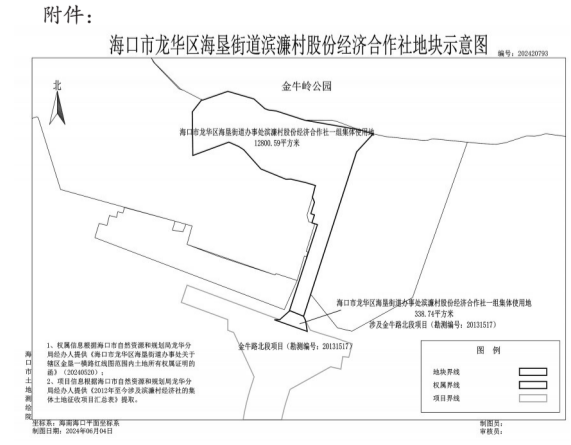 附件：
海口市龙华区海垦街道滨濂村股份经济合作社地块示意图
编号：202420793
北
金牛岭公园
海口市龙华区海垦街道办事处滨濂村股份经济合作社一组集体使用地
12800.59平方米
海口市龙华区海垦街道办事处滨濂村股份经济合作社一组集体使用地
338.74平方米
涉及金牛路北段项目（勘测编号：20131517）
金牛路北段项目（勘测编号：20131517）
1、权属信息根据海口市自然资源和规划局龙华分
局经办人提供《海口市龙华区海垦街道办事处关于
辖区金垦一横路红线图范围内土地所有权属证明的
函》（20240520）；
2、项目信息根据海口市自然资源和规划局龙华分
局经办人提供《2012年至今涉及滨濂村经济社的集
体土地征收项目汇总表》提取。
图 例
地块界线
权属界线
项目界线
海口市土地测绘院
坐标系：海南海口平面坐标系
制图日期：2024年06月04日
制图员：
审核员：